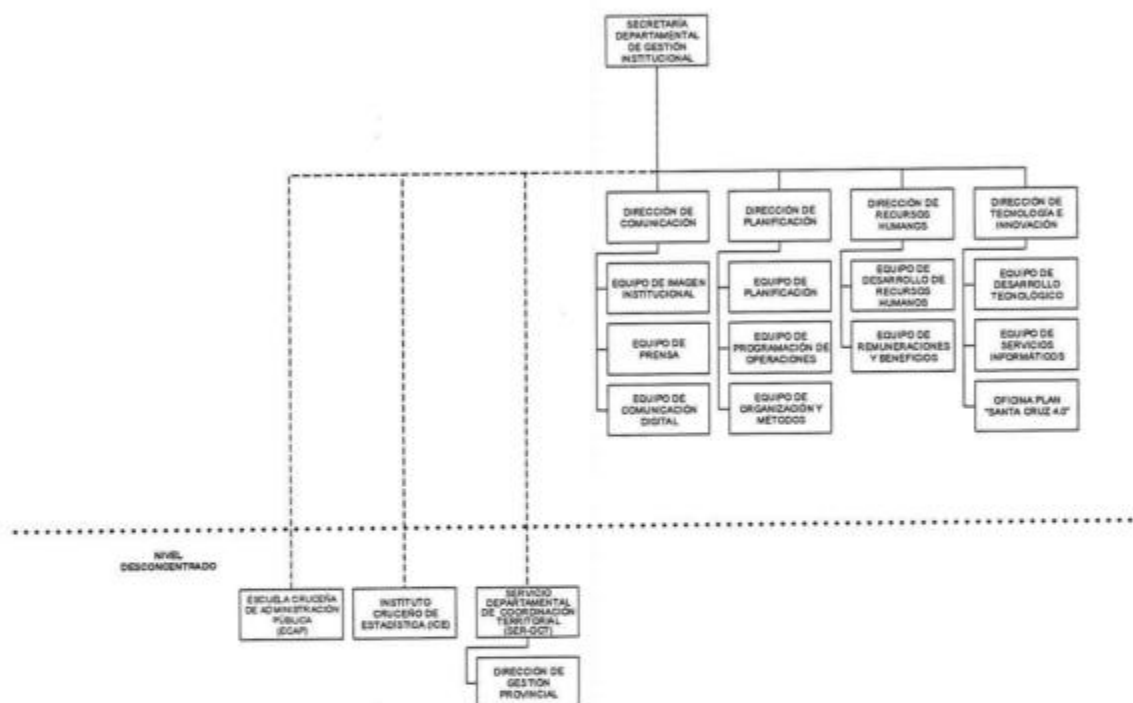 SECRETARÍA
DEPARTAMENTAL
DE GESTIÓN
INSTITUCIONAL
DIRECCIÓN DE
COMUNICACIÓN
DIRECCIÓN DE
PLANIFICACIÓN
DIRECCIÓN DE
RECURSOS
HUMANOS
DIRECCIÓN DE
TECNOLOGÍA E
INNOVACIÓN
EQUIPO DE IMAGEN
INSTITUCIONAL
EQUIPO DE
PLANIFICACIÓN
EQUIPO DE
DESARROLLO DE
RECURSOS
HUMANOS
EQUIPO DE
DESARROLLO
TECNOLÓGICO
EQUIPO DE
PRENSA
EQUIPO DE
PROGRAMACIÓN DE
OPERACIONES
EQUIPO DE
REMUNERACIONES
Y BENEFICIOS
EQUIPO DE
SERVICIOS
INFORMÁTICOS
EQUIPO DE
COMUNICACIÓN
DIGITAL
EQUIPO DE
ORGANIZACIÓN Y
MÉTODOS
OFICINA PLAN
"SANTA CRUZ 4.0"
NIVEL
DESCONCENTRADO
ESCUELA CRUCEÑA
DE ADMINISTRACIÓN
PÚBLICA
(ECAP)
INSTITUTO
CRUCEÑO DE
ESTADÍSTICA (ICE)
SERVICIO
DEPARTAMENTAL
DE COORDINACIÓN
TERRITORIAL
(SER-DCT)
DIRECCIÓN DE
GESTIÓN
PROVINCIAL